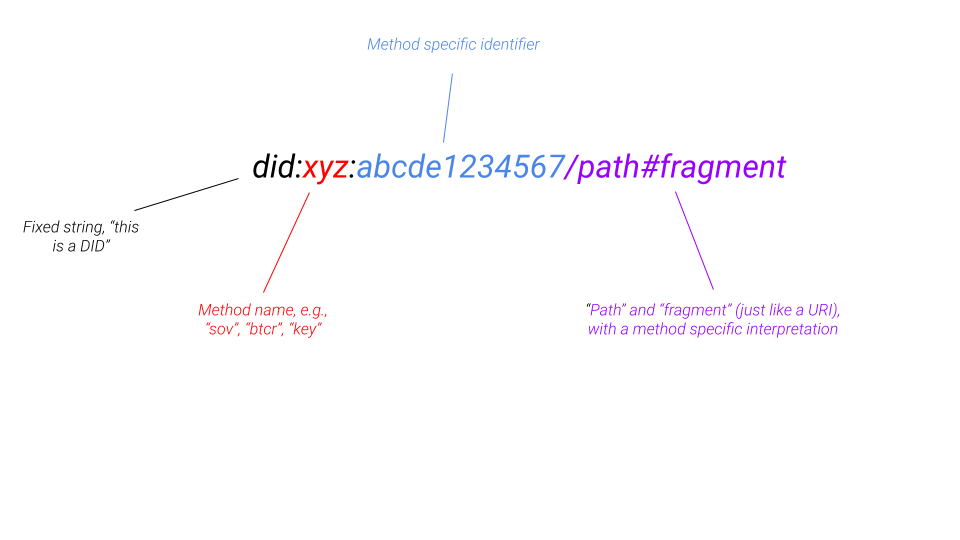 Method specific identifier
did:xyz:abcde1234567/path#fragment
Fixed string, “this
is a DID”
Method name, e.g.,
“sov”, “btcr”, “key”
“Path” and “fragment” (just like a URI),
with a method specific interpretation